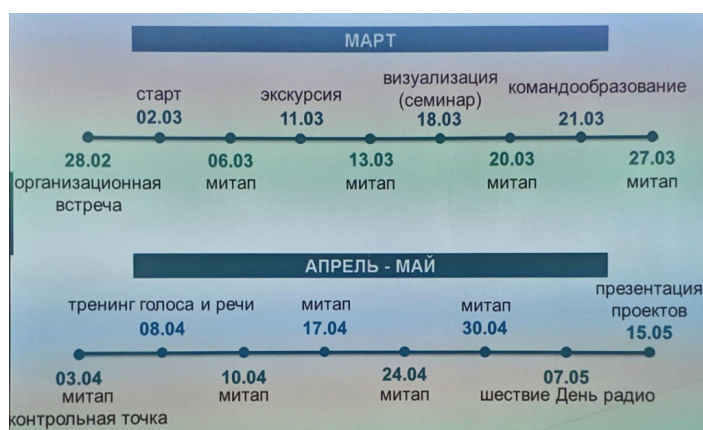 МАРТ
старт
02.03
экскурсия
11.03
визуализация
(семинар)
18.03
командообразование
21.03
28.02
организационная
встреча
06.03
митап
13.03
митап
20.03
митап
27.03
митап
АПРЕЛЬ - МАЙ
тренинг голоса и речи
08.04
митап
17.04
митап
30.04
презентация
проектов
15.05
03.04
митап
контрольная точка
10.04
митап
24.04
митап
07.05
шествие День радио